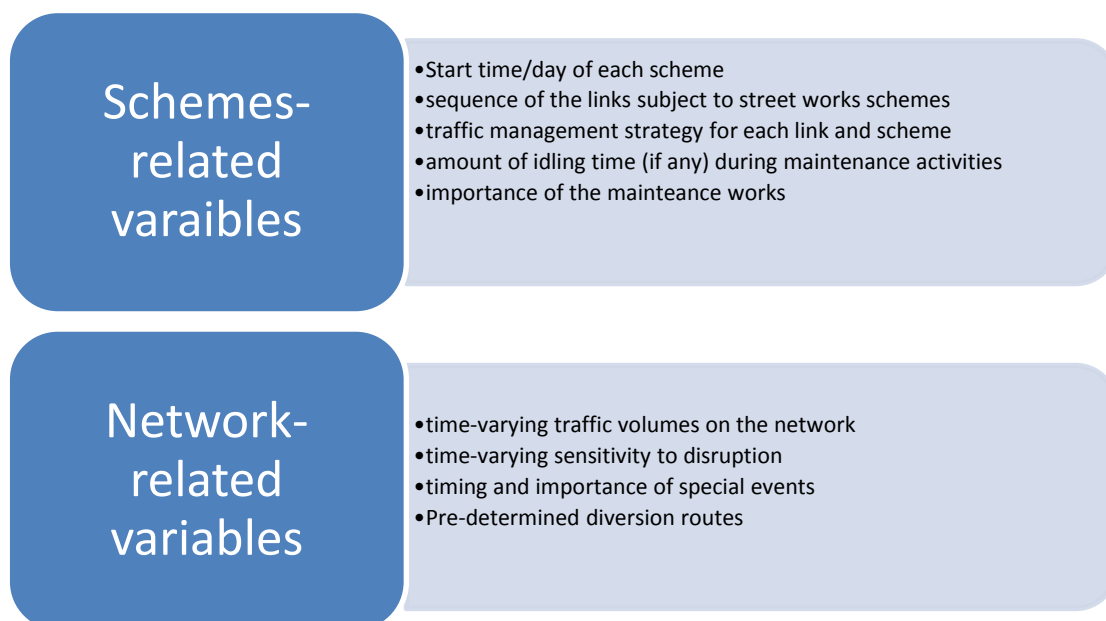 Schemes-
related
varaibles
•Start time/day of each scheme
•sequence of the links subject to street works schemes
•traffic management strategy for each link and scheme
•amount of idling time (if any) during maintenance activities
•importance of the mainteance works
Network-
related
variables
•time-varying traffic volumes on the network
•time-varying sensitivity to disruption
•timing and importance of special events
•Pre-determined diversion routes